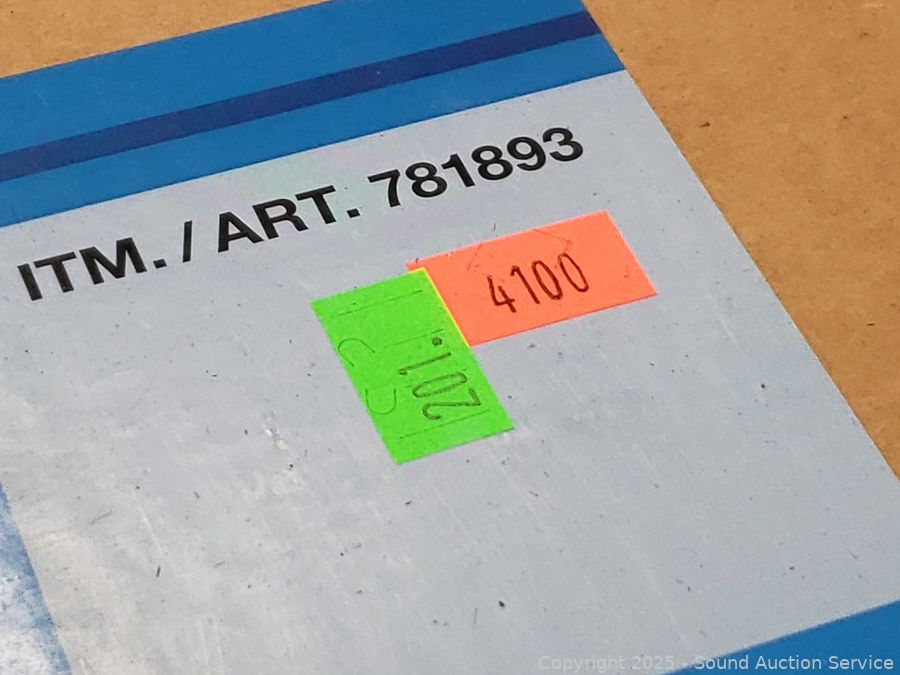 ITM. / ART. 781893
4100
201.
Copyright 2025 - Sound Auction Service